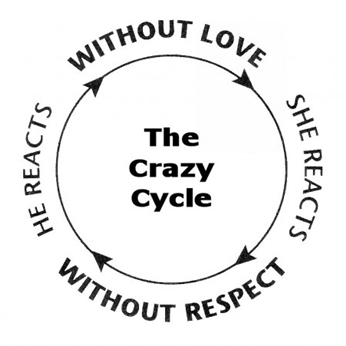 WITHOUT LOVE
SHE REACTS
WITHOUT RESPECT
HE REACTS
The
Crazy
Cycle